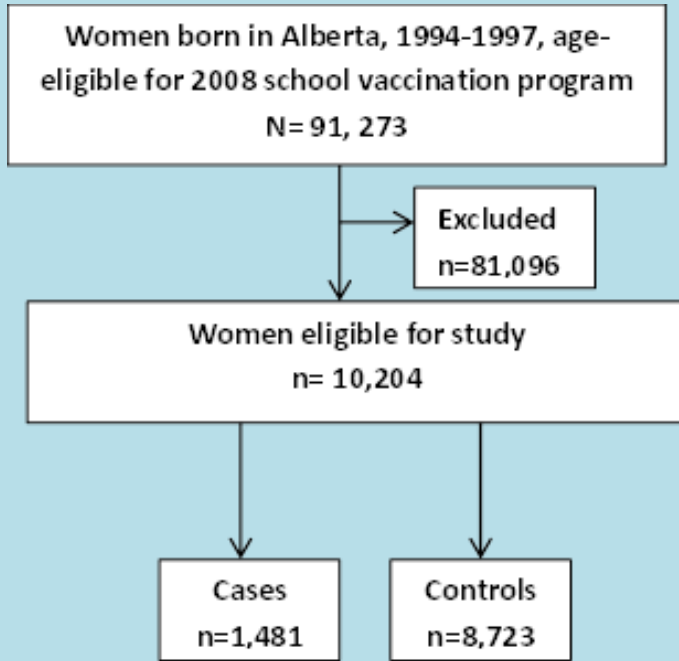 Women born in Alberta, 1994-1997, age-
eligible for 2008 school vaccination program
N= 91, 273
Excluded
n=81,096
Women eligible for study
n= 10,204
Cases
n=1,481
Controls
n=8,723